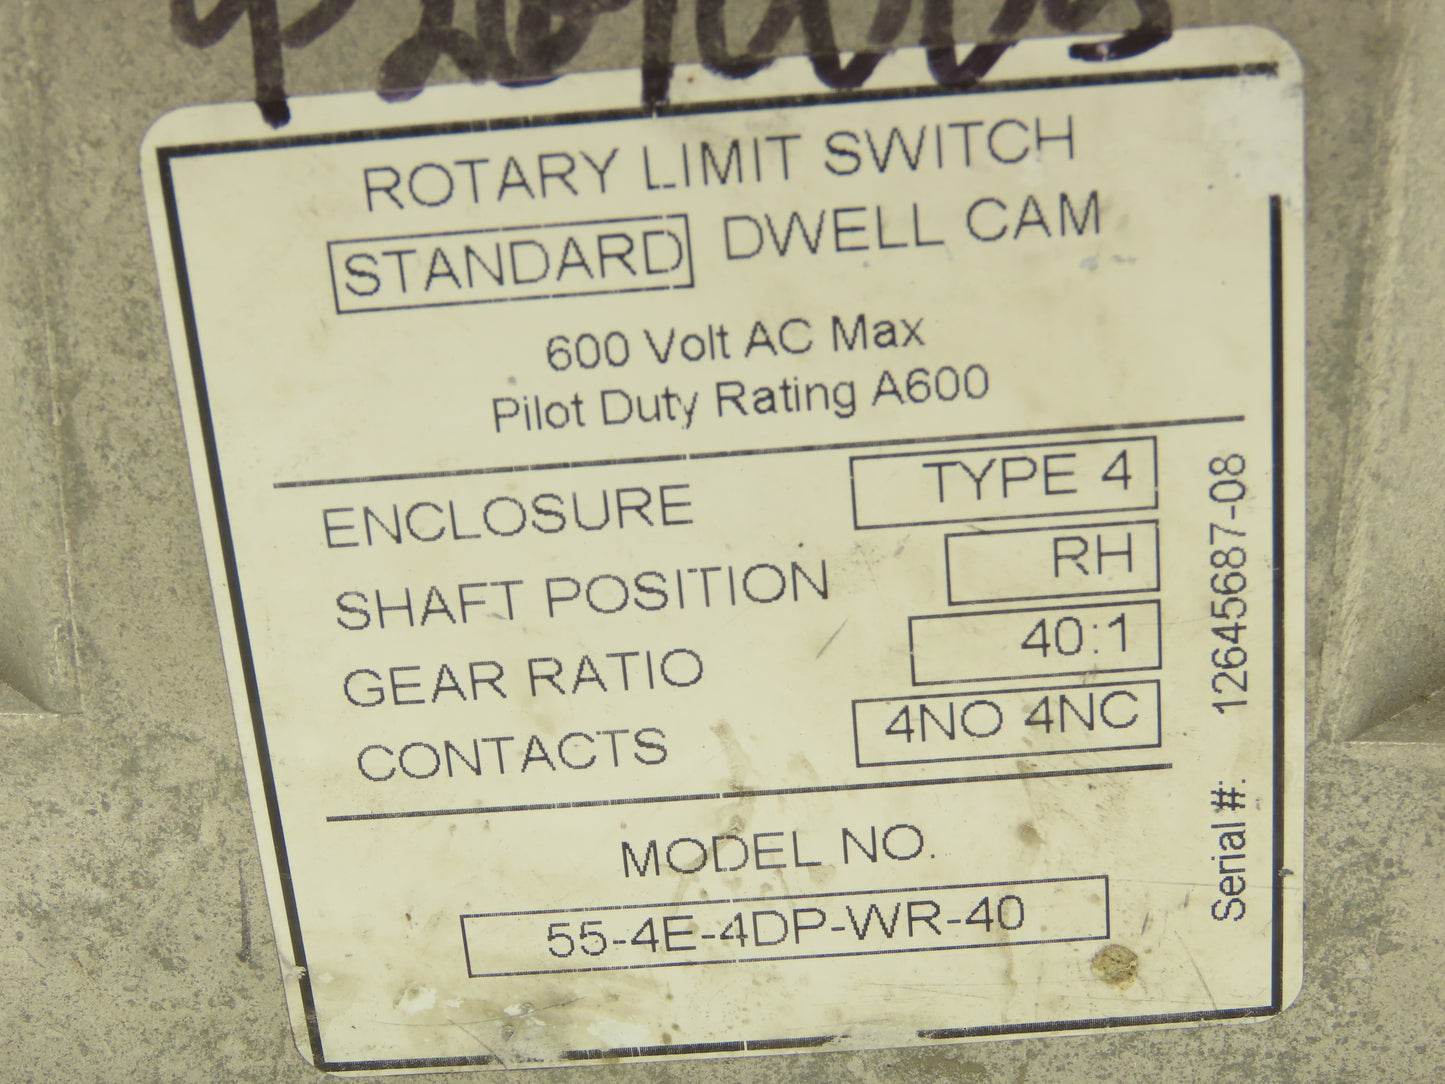 ROTARY LIMIT SWITCH
STANDARD DWELL CAM
600 Volt AC Max
Pilot Duty Rating A600
ENCLOSURE TYPE 4
SHAFT POSITION RH
GEAR RATIO 40:1
CONTACTS 4NO 4NC
MODEL NO.
55-4E-4DP-WR-40
Serial #: 12645687-08